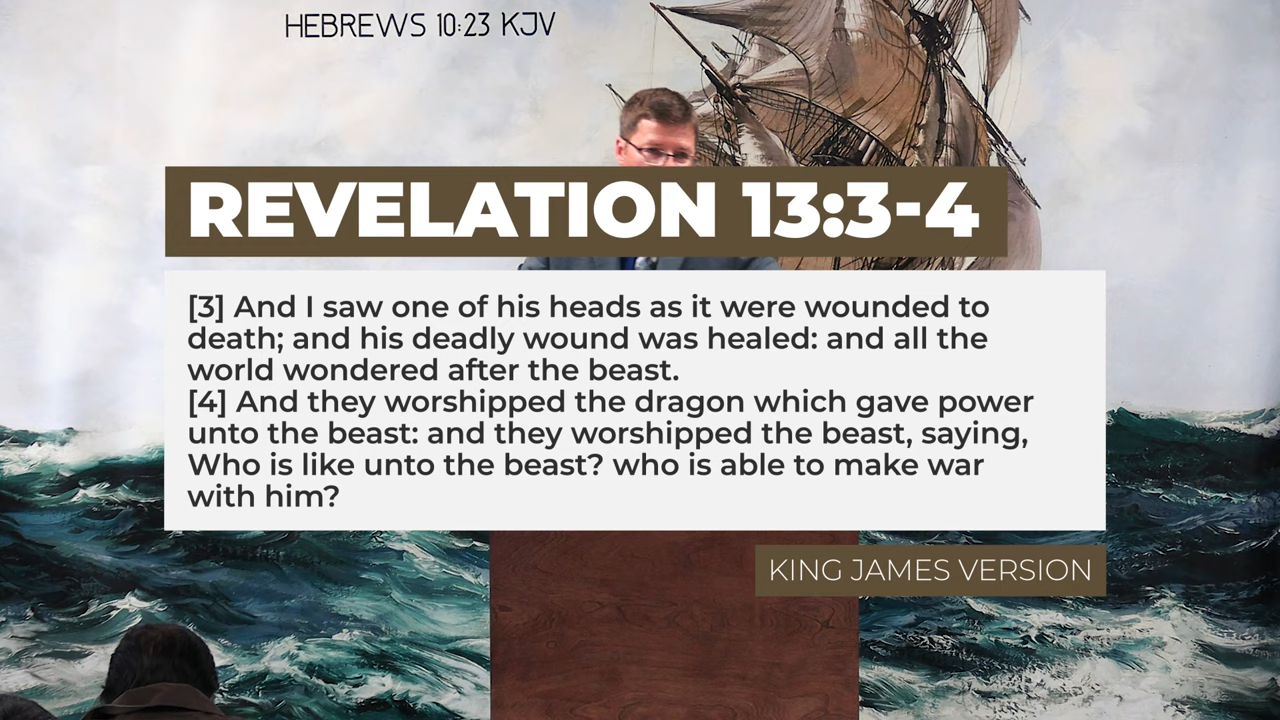 HEBREWS 10:23 KJV
REVELATION 13:3-4
[3] And I saw one of his heads as it were wounded to
death; and his deadly wound was healed: and all the
world wondered after the beast.
[4] And they worshipped the dragon which gave power
unto the beast: and they worshipped the beast, saying,
Who is like unto the beast? who is able to make war
with him?
KING JAMES VERSION